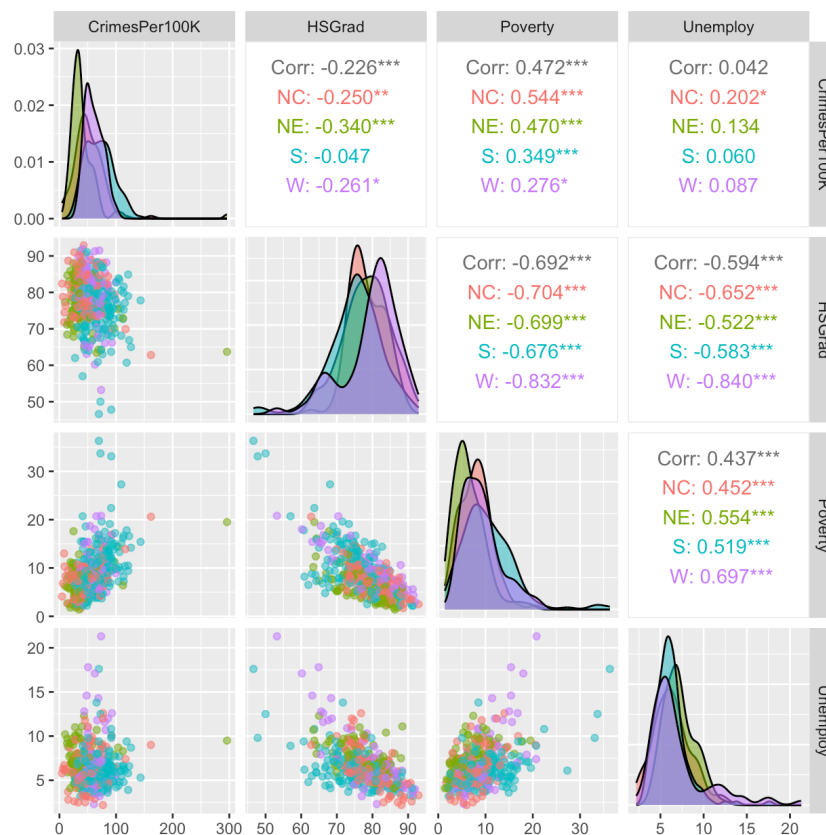 CrimesPer100K HSGrad Poverty Unemploy
0.03
0.02
0.01
0.00
Corr: -0.226***
NC: -0.250**
NE: -0.340***
S: -0.047
W: -0.261*
Corr: 0.472***
NC: 0.544***
NE: 0.470***
S: 0.349***
W: 0.276*
Corr: 0.042
NC: 0.202*
NE: 0.134
S: 0.060
W: 0.087
CrimesPer100K
90
80
70
60
50
Corr: -0.692***
NC: -0.704***
NE: -0.699***
S: -0.676***
W: -0.832***
Corr: -0.594***
NC: -0.652***
NE: -0.522***
S: -0.583***
W: -0.840***
HSGrad
30
20
10
0
Corr: 0.437***
NC: 0.452***
NE: 0.554***
S: 0.519***
W: 0.697***
Poverty
20
15
10
5
Unemploy
0 100 200 300 50 60 70 80 90 0 10 20 30 5 10 15 20